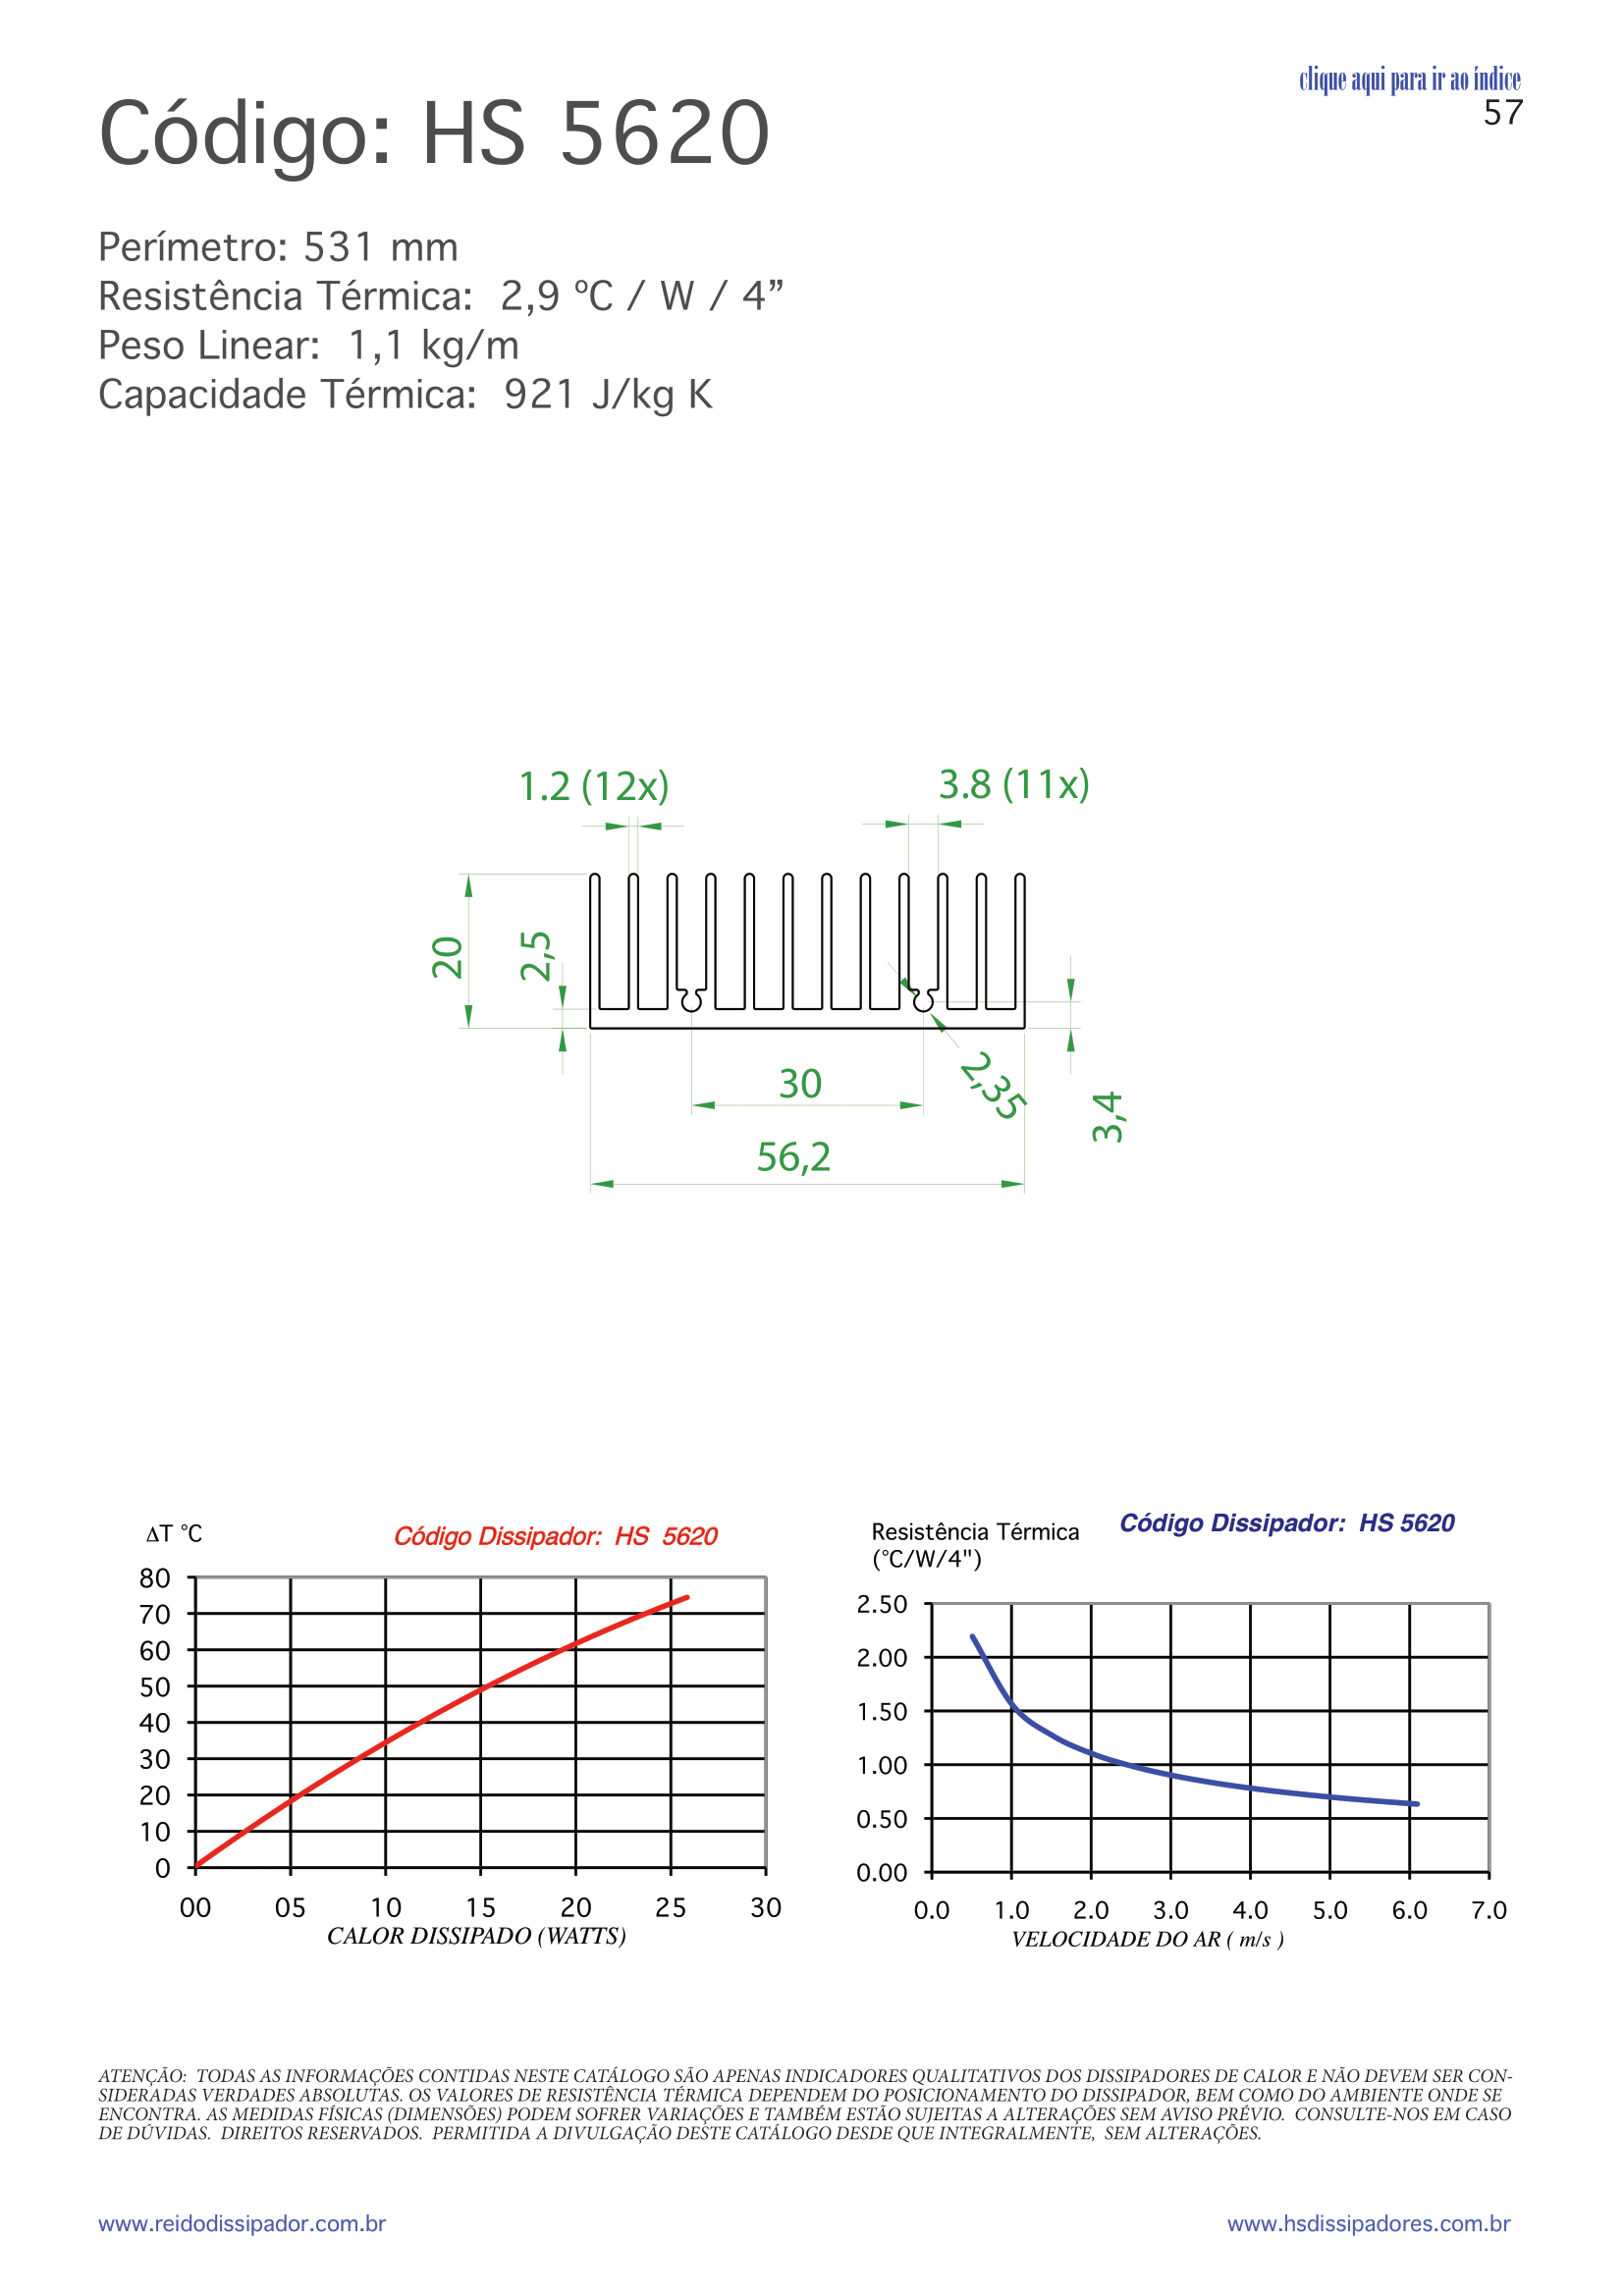 clique aqui para ir ao índice
57
Código: HS 5620
Perímetro: 531 mm
Resistência Térmica:  2,9 ºC / W / 4”
Peso Linear:  1,1 kg/m
Capacidade Térmica:  921 J/kg K
1.2 (12x)
3.8 (11x)
20
2,5
30
2,35
3,4
56,2
ΔT °C
Código Dissipador:  HS  5620
80
70
60
50
40
30
20
10
0
00 05 10 15 20 25 30
CALOR DISSIPADO (WATTS)
Resistência Térmica
(°C/W/4")
Código Dissipador:  HS 5620
2.50
2.00
1.50
1.00
0.50
0.00
0.0 1.0 2.0 3.0 4.0 5.0 6.0 7.0
VELOCIDADE DO AR ( m/s )
ATENÇÃO:  TODAS AS INFORMAÇÕES CONTIDAS NESTE CATÁLOGO SÃO APENAS INDICADORES QUALITATIVOS DOS DISSIPADORES DE CALOR E NÃO DEVEM SER CON-
SIDERADAS VERDADES ABSOLUTAS. OS VALORES DE RESISTÊNCIA TÉRMICA DEPENDEM DO POSICIONAMENTO DO DISSIPADOR, BEM COMO DO AMBIENTE ONDE SE
ENCONTRA. AS MEDIDAS FÍSICAS (DIMENSÕES) PODEM SOFRER VARIAÇÕES E TAMBÉM ESTÃO SUJEITAS A ALTERAÇÕES SEM AVISO PRÉVIO.  CONSULTE-NOS EM CASO
DE DÚVIDAS.  DIREITOS RESERVADOS.  PERMITIDA A DIVULGAÇÃO DESTE CATÁLOGO DESDE QUE INTEGRALMENTE,  SEM ALTERAÇÕES.
www.reidodissipador.com.br
www.hsdissipadores.com.br